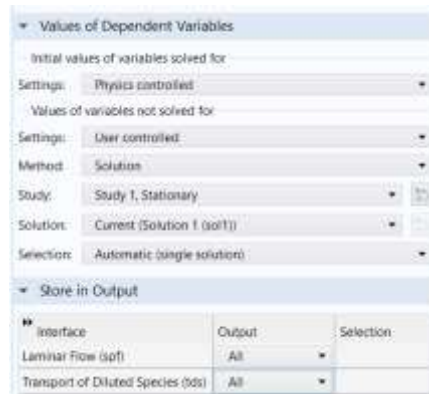 Values of Dependent Variables
Initial values of variables solved for
Settings: Physics controlled
Values of variables not solved for
Settings: User controlled
Method: Solution
Study: Study 1, Stationary
Solution: Current (Solution 1 (sol1))
Selection: Automatic (single solution)
Store in Output
Interface Output Selection
Laminar Flow (spf) All
Transport of Diluted Species (tds) All